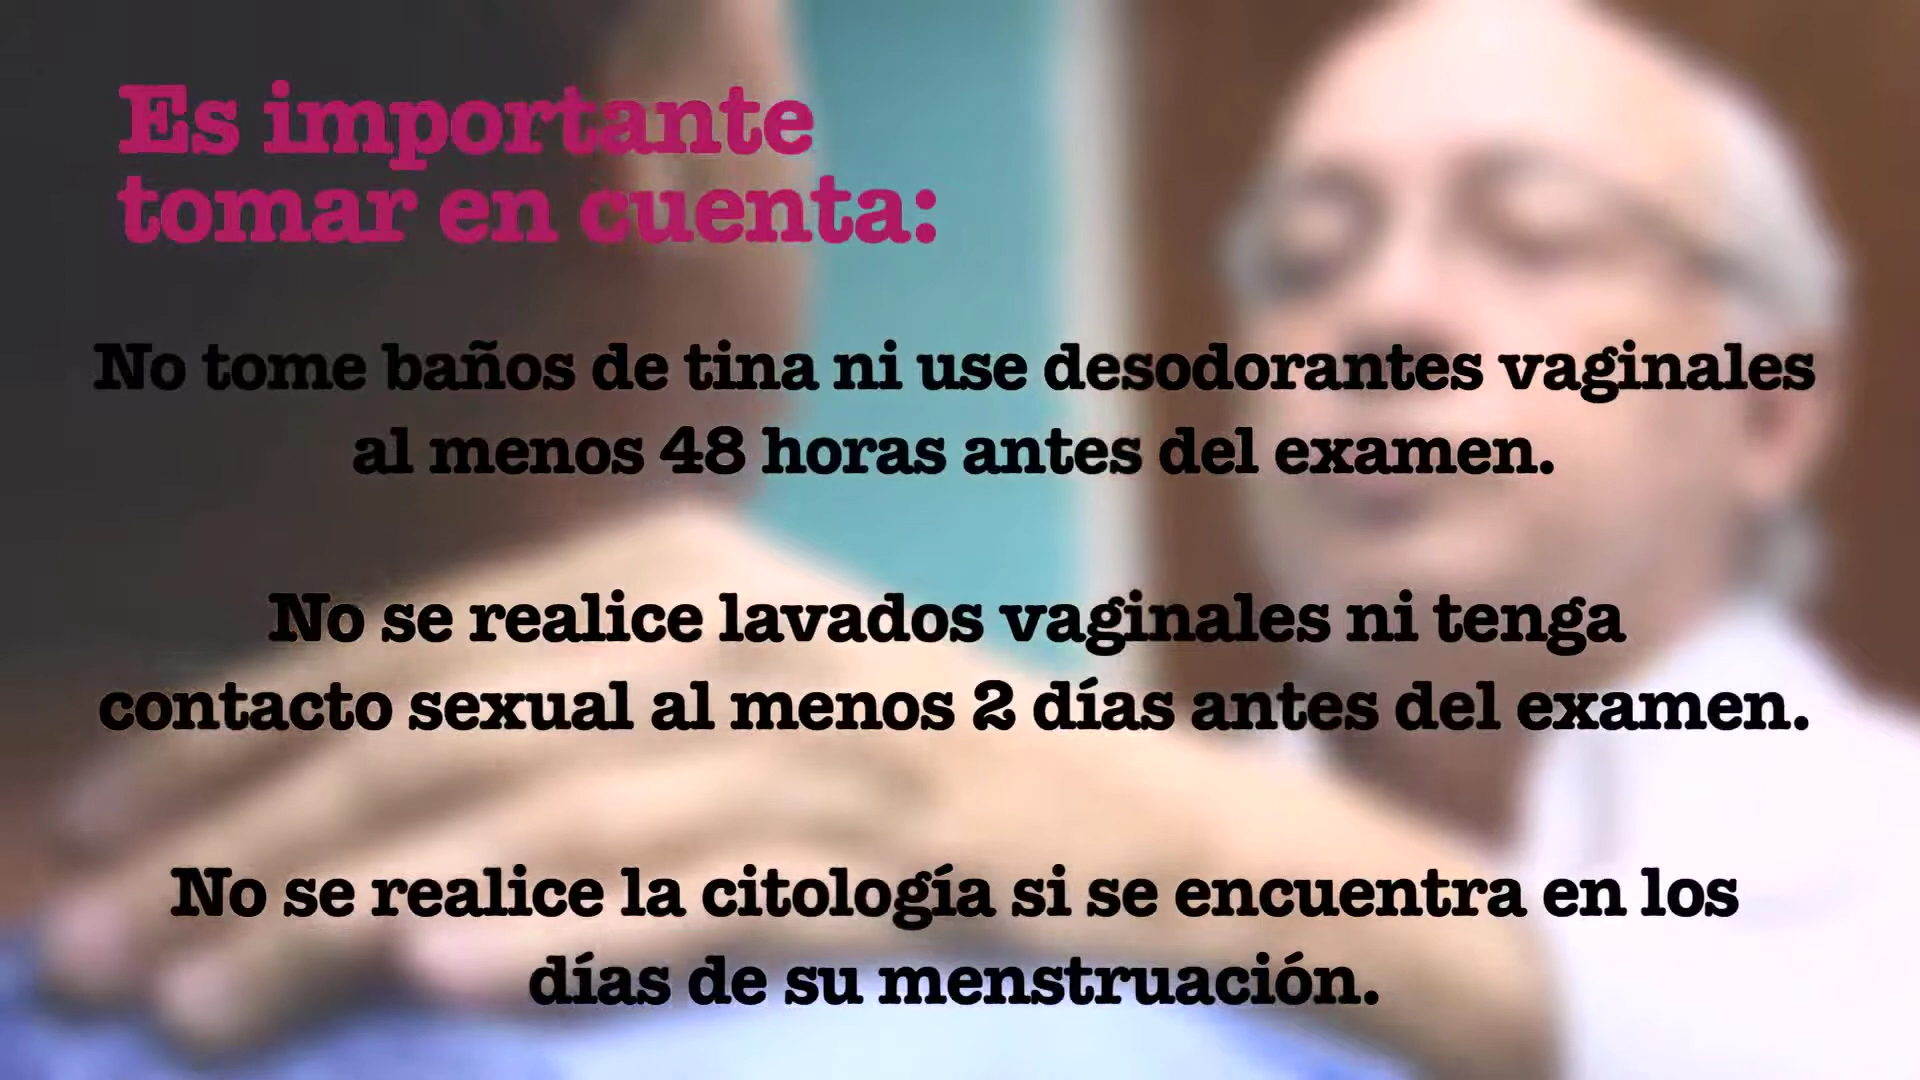 Es importante
tomar en cuenta:
No tome baños de tina ni use desodorantes vaginales
al menos 48 horas antes del examen.
No se realice lavados vaginales ni tenga
contacto sexual al menos 2 días antes del examen.
No se realice la citología si se encuentra en los
días de su menstruación.